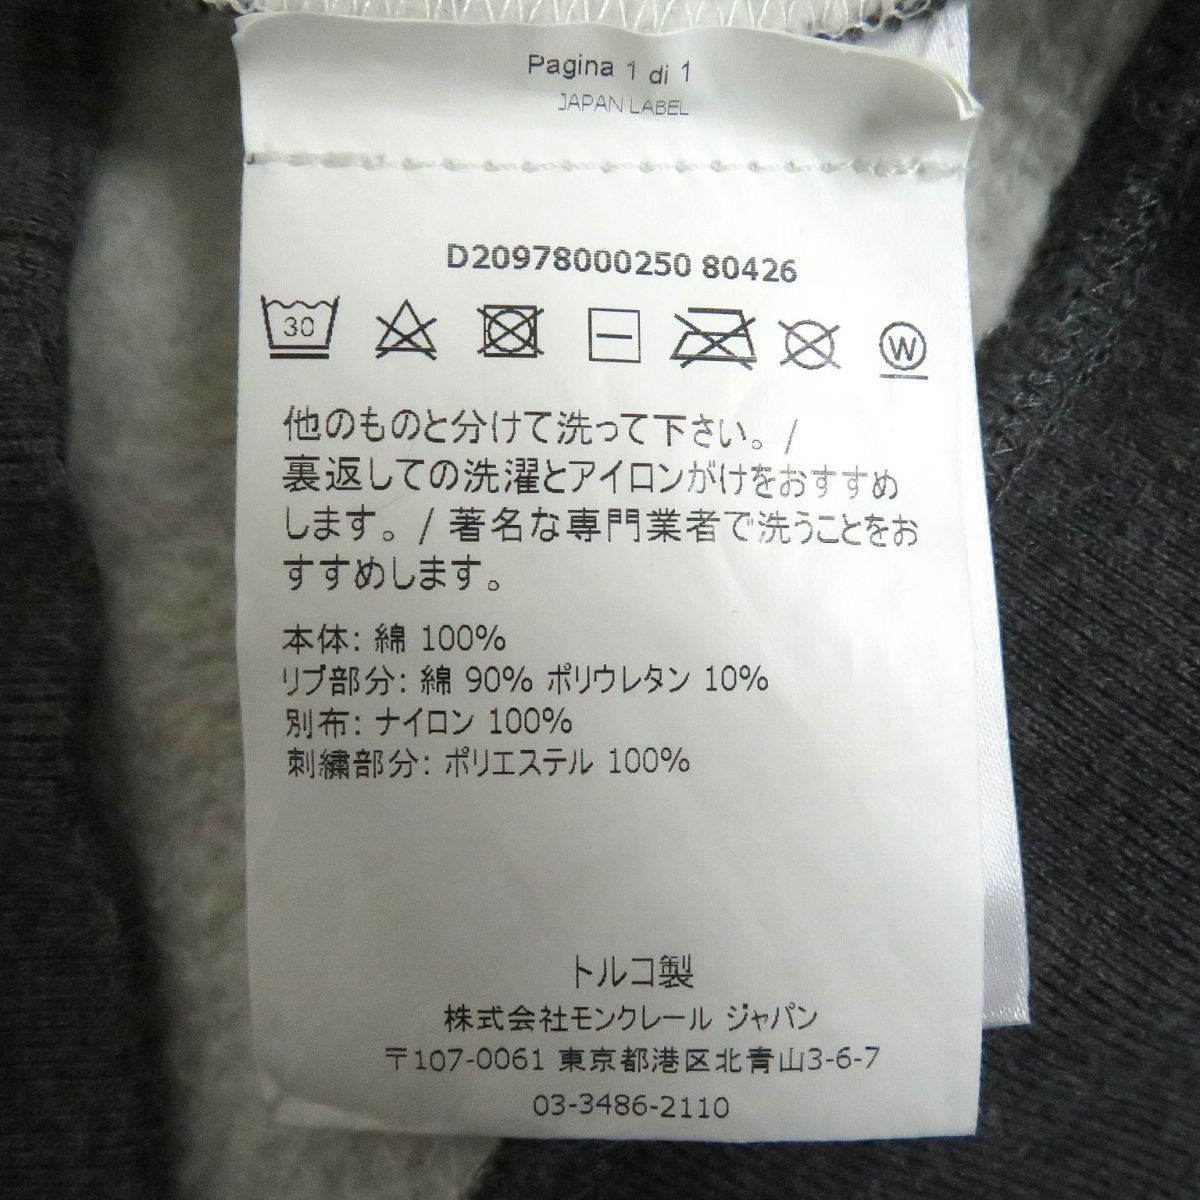 Pagina 1 di 1
JAPAN LABEL
D20978000250 80426
30
W
他のものと分けて洗って下さい。/
裏返しての洗濯とアイロンがけをおすすめ
します。/ 著名な専門業者で洗うことをお
すすめします。
本体: 綿 100%
リブ部分: 綿 90% ポリウレタン 10%
別布: ナイロン 100%
刺繍部分: ポリエステル 100%
トルコ製
株式会社モンクレール ジャパン
〒107-0061 東京都港区北青山3-6-7
03-3486-2110